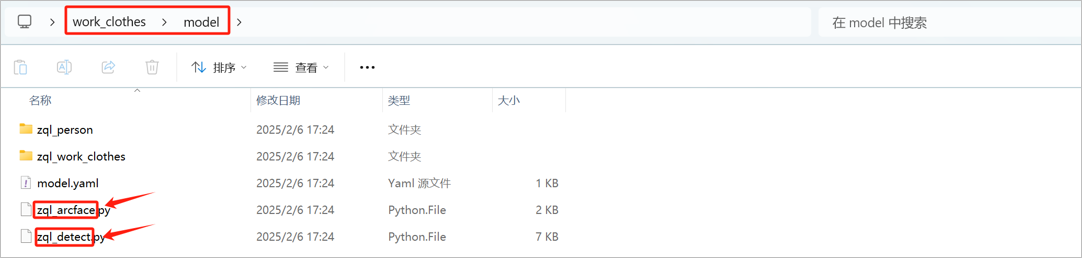 work_clothes > model >
在 model 中搜索
排序 查看 •••
名称 修改日期 类型 大小
zql_person 2025/2/6 17:24 文件夹
zql_work_clothes 2025/2/6 17:24 文件夹
model.yaml 2025/2/6 17:24 Yaml 源文件 1 KB
zql_arcface.py 2025/2/6 17:24 Python.File 2 KB
zql_detect.py 2025/2/6 17:24 Python.File 7 KB